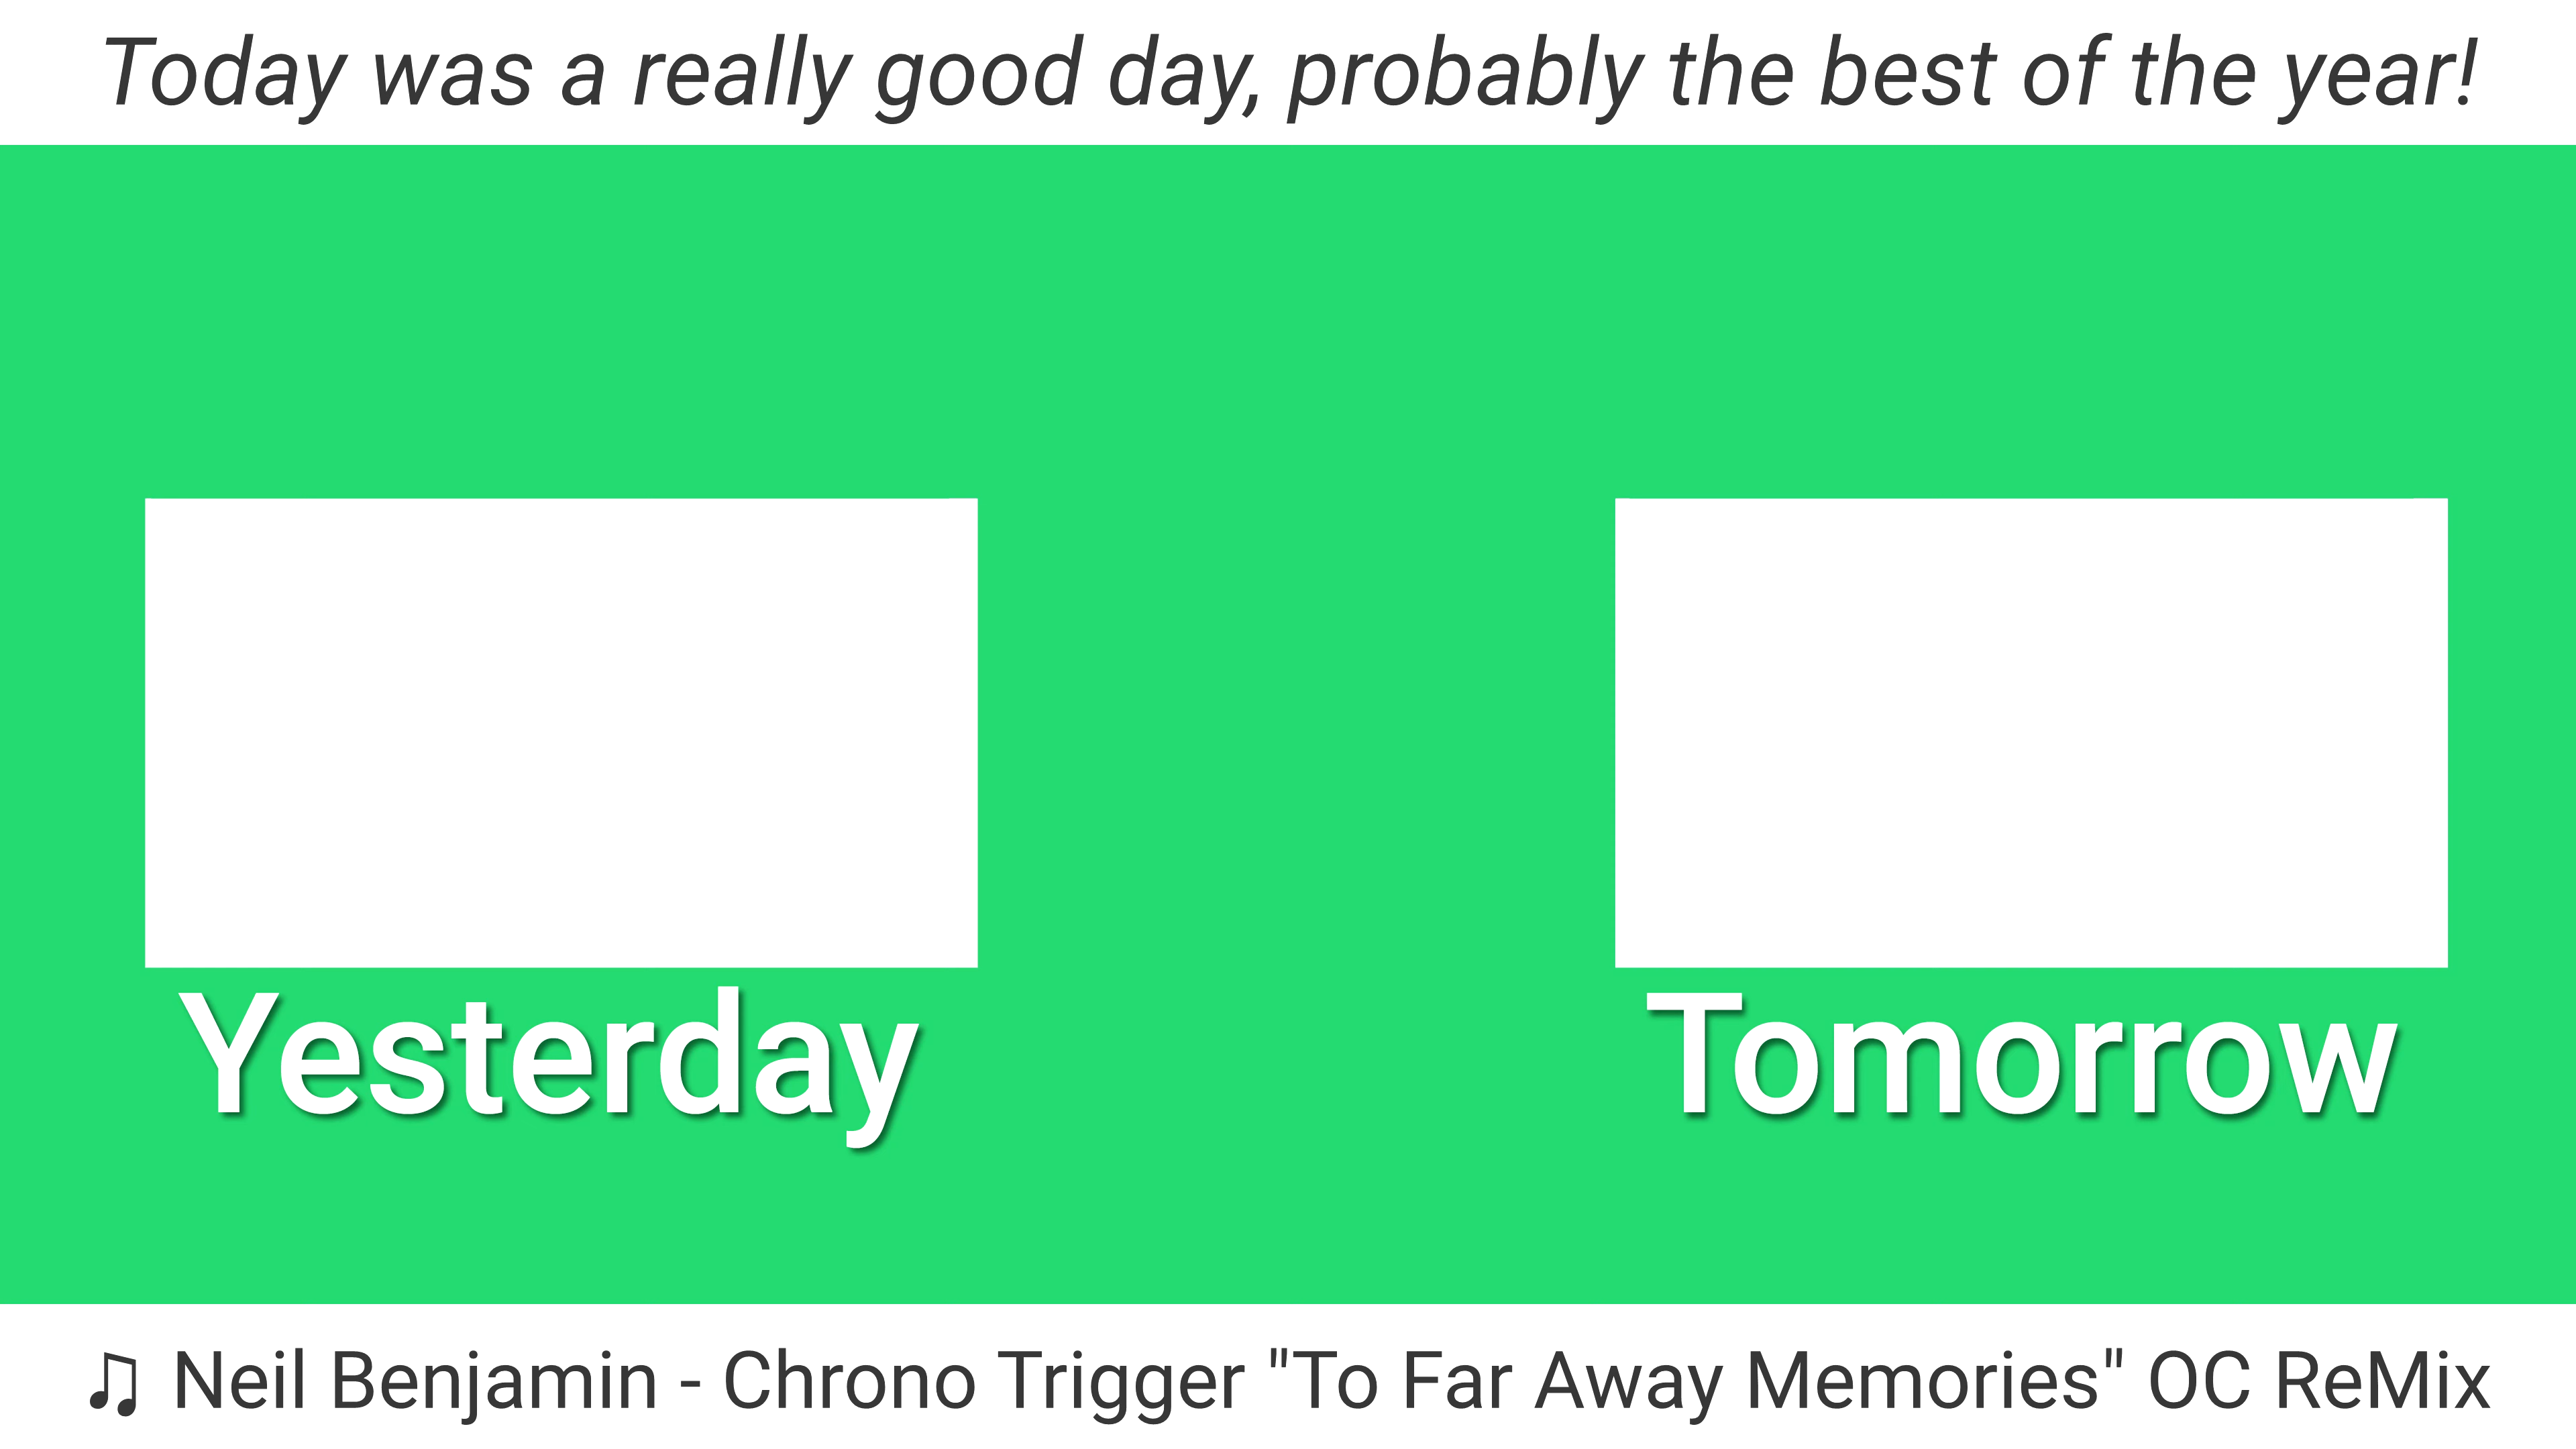 Today was a really good day, probably the best of the year!
Yesterday
Tomorrow
♫ Neil Benjamin - Chrono Trigger "To Far Away Memories" OC ReMix